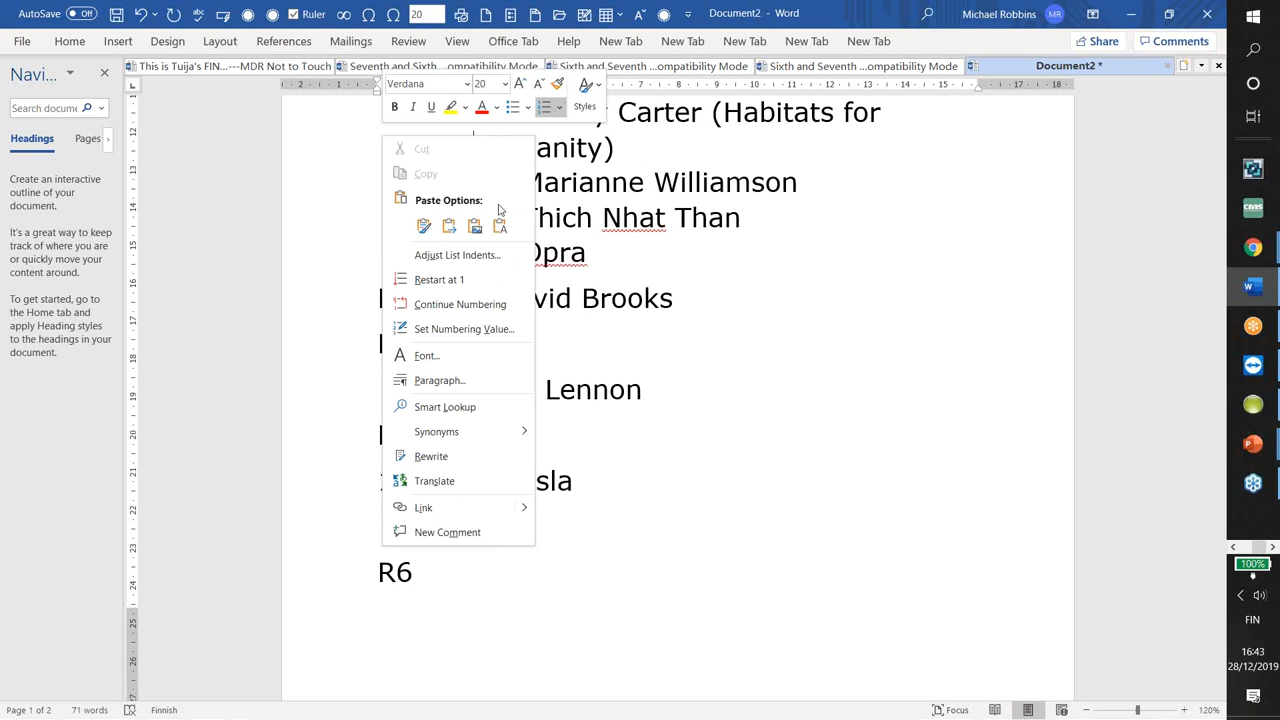 AutoSave Off
20
Document2 - Word
Michael Robbins MR
File Home Insert Design Layout References Mailings Review View Office Tab Help New Tab New Tab New Tab New Tab
Share Comments
This is Tuija's FIN...---MDR Not to Touch
Seventh and Sixth ...ompatibility Mode
Sixth and Seventh ...ompatibility Mode
Sixth and Seventh ...ompatibility Mode
Document2 *
Search docume
Headings Pages
Create an interactive
outline of your
document.
It's a great way to keep
track of where you are
or quickly move your
content around.
To get started, go to
the Home tab and
apply Heading styles
to the headings in your
document.
Verdana 20
B I U A Styles
Cut
Copy
Paste Options:
Adjust List Indents...
Restart at 1
Continue Numbering
Set Numbering Value...
Font...
Paragraph...
Smart Lookup
Synonyms
Rewrite
Translate
Link
New Comment
Carter (Habitats for
anity)
Marianne Williamson
Thich Nhat Than
Opra
vid Brooks
Lennon
sla
R6
100%
FIN
16:43
28/12/2019
Page 1 of 2 71 words Finnish
Focus 120%